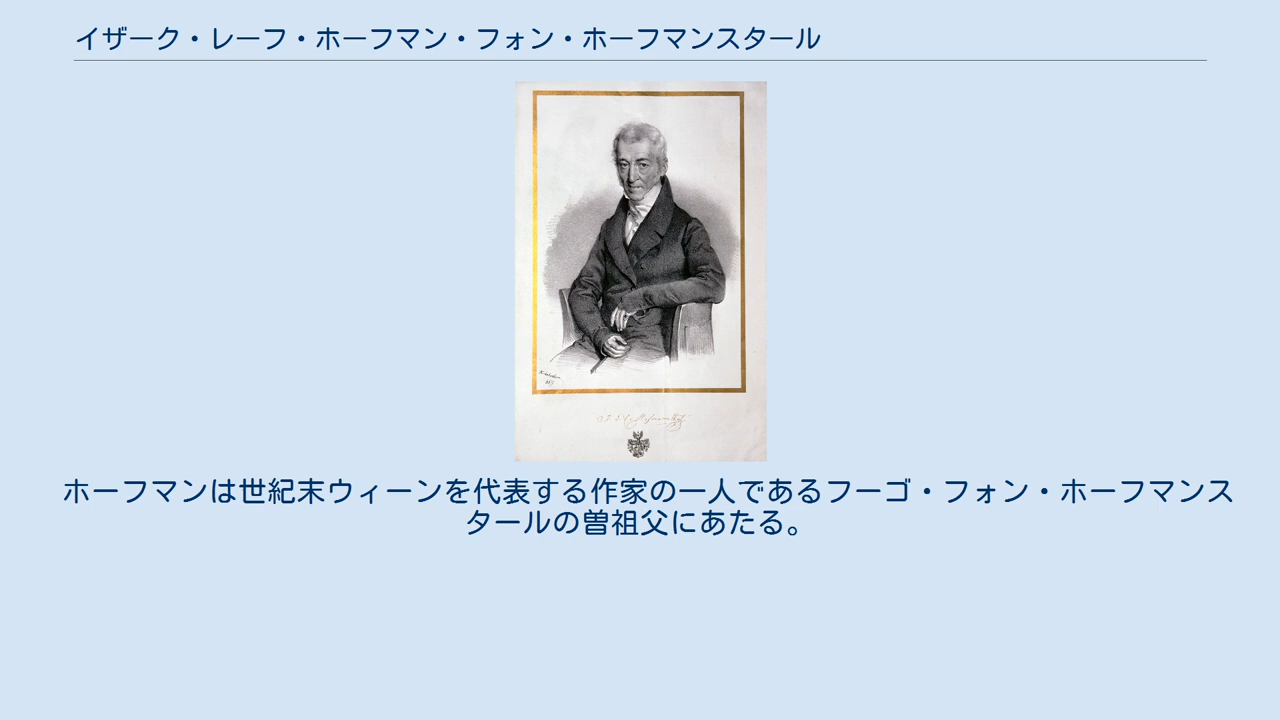 イザーク・レーフ・ホーフマン・フォン・ホーフマンスタール
ホーフマンは世紀末ウィーンを代表する作家の一人であるフーゴ・フォン・ホーフマンス
タールの曽祖父にあたる。